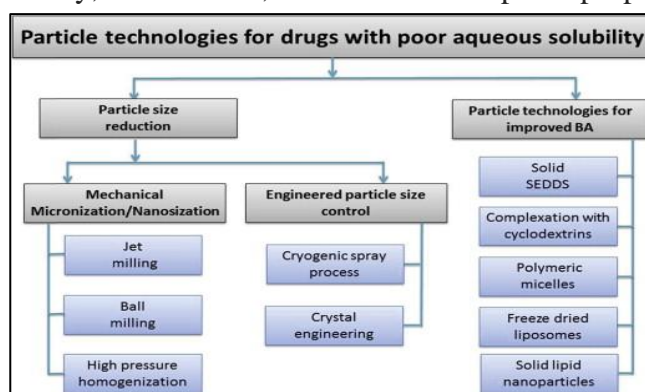 Particle technologies for drugs with poor aqueous solubility
Particle size
reduction
Particle technologies for
improved BA
Mechanical
Micronization/Nanosization
Engineered particle size
control
Jet
milling
Ball
milling
High pressure
homogenization
Cryogenic spray
process
Crystal
engineering
Solid
SEDDS
Complexation with
cyclodextrins
Polymeric
micelles
Freeze dried
liposomes
Solid lipid
nanoparticles